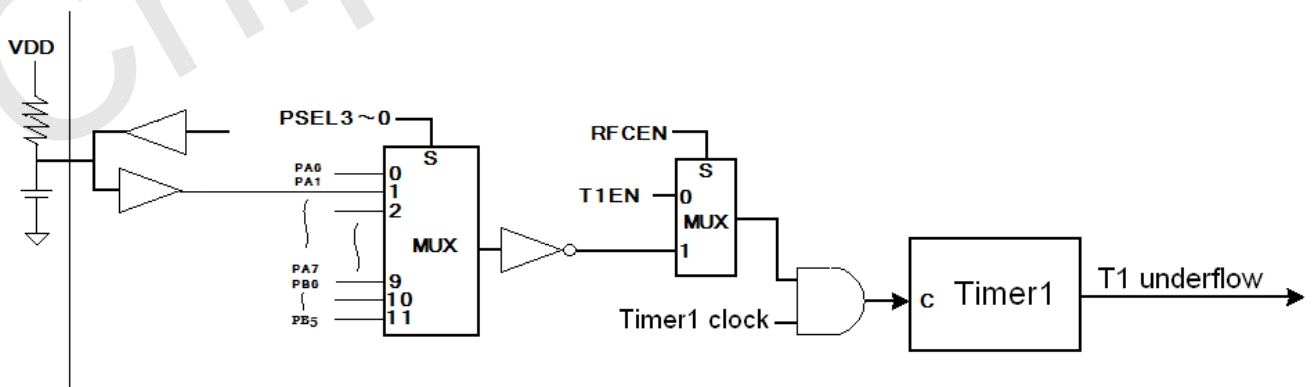 Chip
VDD
PSEL3~0
S
PA0
0
PA1
1
2
MUX
PA7
9
PB0
10
PB5
11
RFCEN
S
T1EN
0
MUX
1
Timer1 clock
C
Timer1
T1 underflow